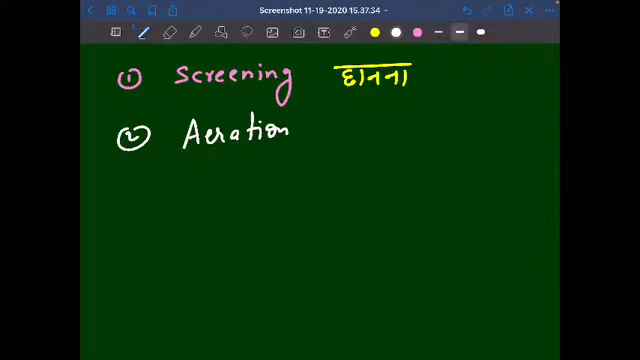 Screenshot 11-19-2020 15.37.34
① Screening छानना
② Aeration